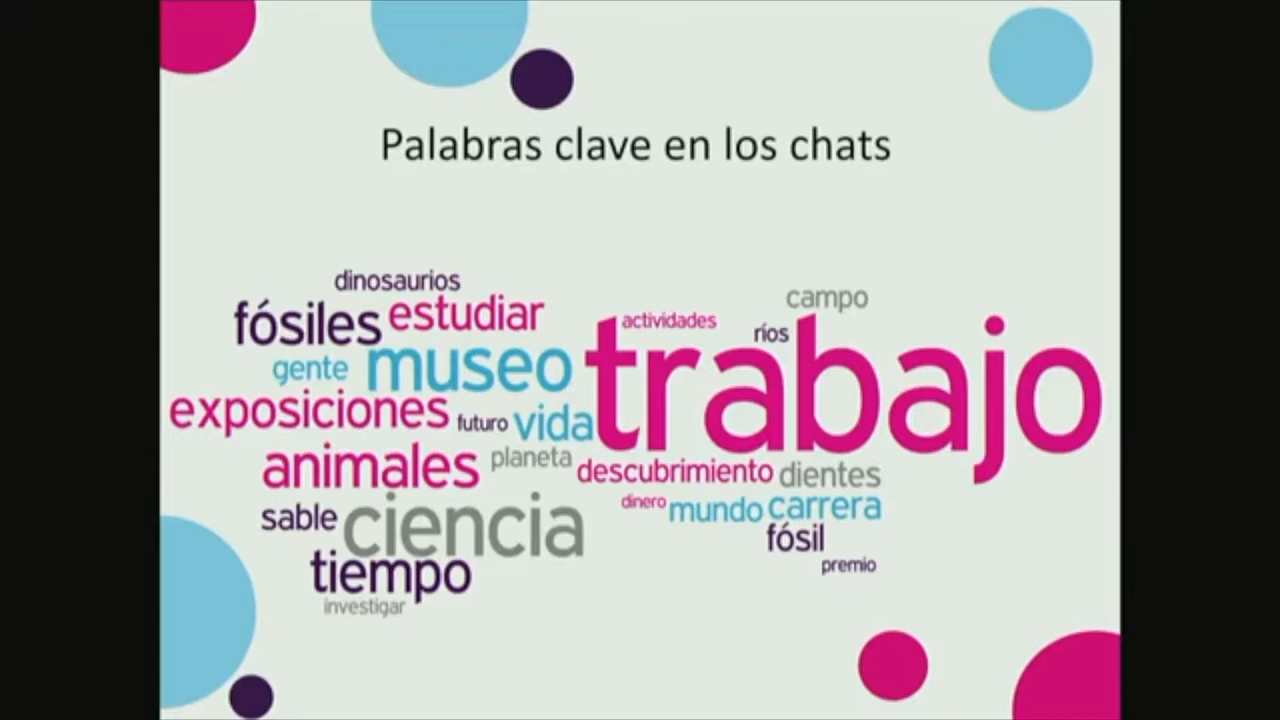 Palabras clave en los chats
dinosaurios
campo
fósiles estudiar actividades ríos
gente museo trabajo
exposiciones futuro vida
animales planeta descubrimiento dientes
sable ciencia dinero mundo carrera
fósil
tiempo premio
investigar